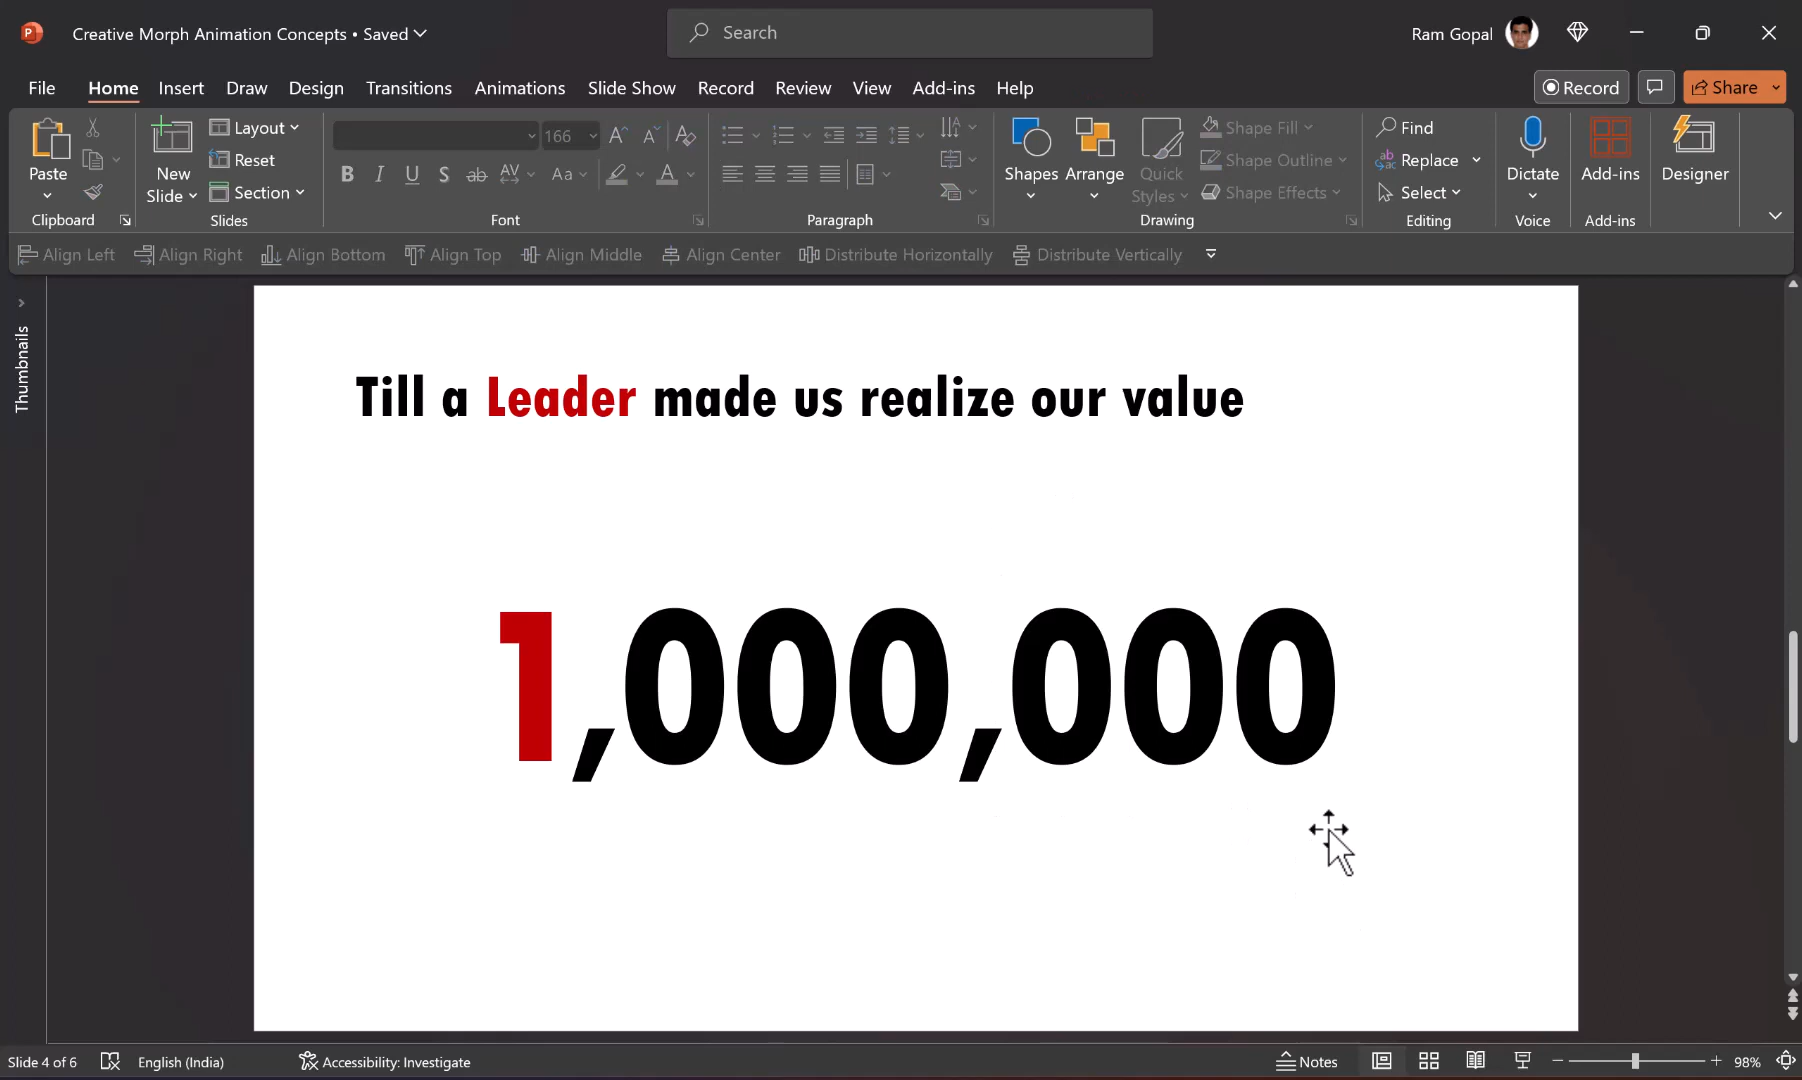 Creative Morph Animation Concepts • Saved
Search
Ram Gopal
File Home Insert Draw Design Transitions Animations Slide Show Record Review View Add-ins Help
Record
Share
Paste
Clipboard
New
Slide
Layout
Reset
Section
Slides
166
B I U S ab AV Aa A
Font
Paragraph
Shapes
Arrange
Quick
Styles
Shape Fill
Shape Outline
Shape Effects
Drawing
Find
Replace
Select
Editing
Dictate
Voice
Add-ins
Add-ins
Designer
Align Left Align Right Align Bottom Align Top Align Middle Align Center Distribute Horizontally Distribute Vertically
Thumbnails
Till a Leader made us realize our value
1,000,000
Slide 4 of 6
English (India)
Accessibility: Investigate
Notes
98%